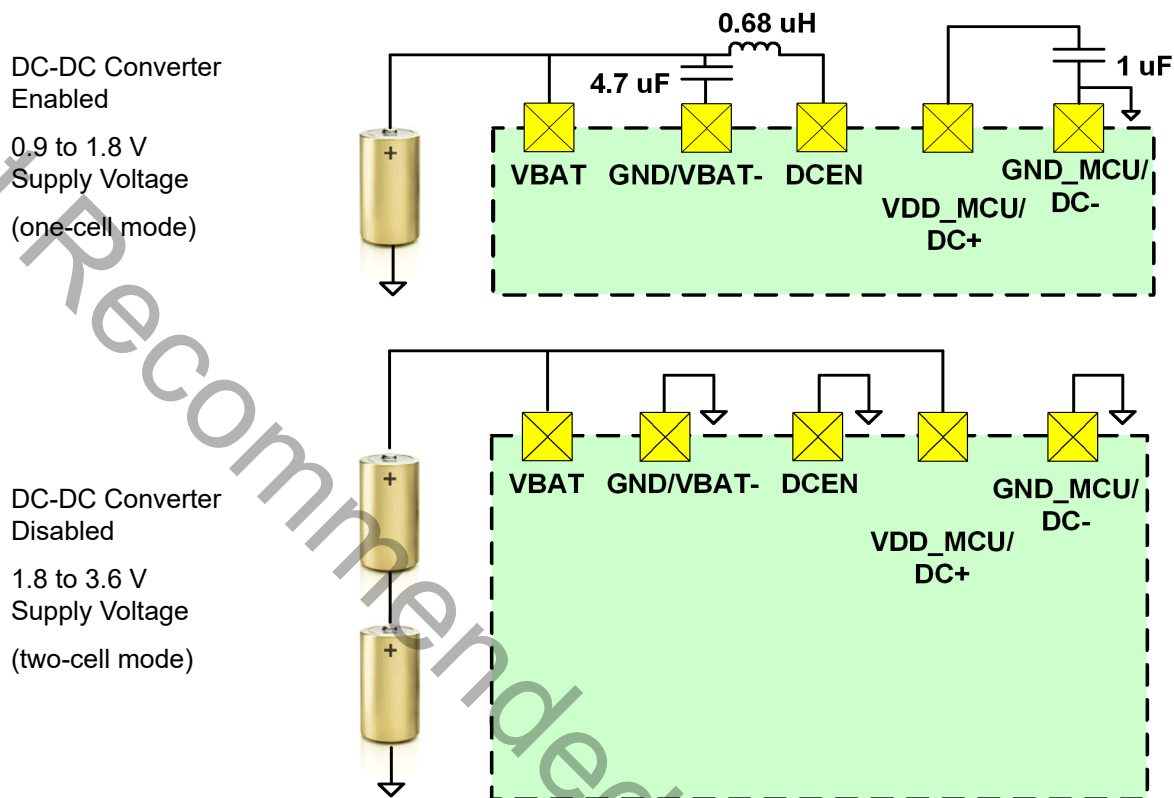 DC-DC Converter
Enabled
0.9 to 1.8 V
Supply Voltage
(one-cell mode)
0.68 uH
4.7 uF
1 uF
+
VBAT
GND/VBAT-
DCEN
VDD_MCU/
DC+
GND_MCU/
DC-
DC-DC Converter
Disabled
1.8 to 3.6 V
Supply Voltage
(two-cell mode)
+
+
VBAT
GND/VBAT-
DCEN
VDD_MCU/
DC+
GND_MCU/
DC-
t Recommended